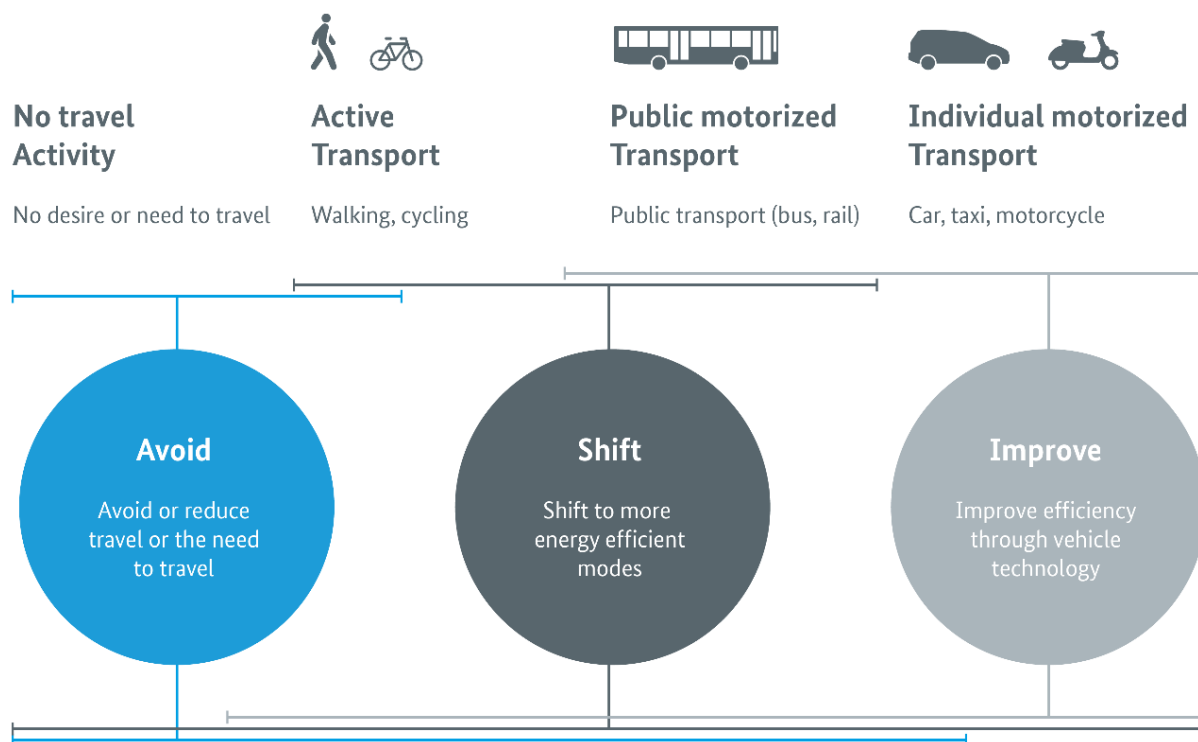 No travel
Activity
No desire or need to travel
Active
Transport
Walking, cycling
Public motorized
Transport
Public transport (bus, rail)
Individual motorized
Transport
Car, taxi, motorcycle
Avoid
Avoid or reduce
travel or the need
to travel
Shift
Shift to more
energy efficient
modes
Improve
Improve efficiency
through vehicle
technology